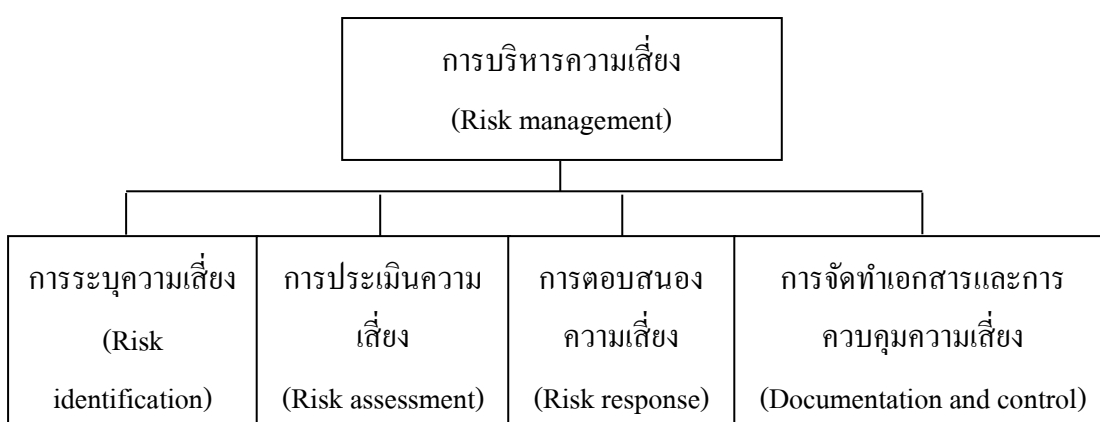 การบริหารความเสี่ยง
(Risk management)
การระบุความเสี่ยง
(Risk
identification)
การประเมินความ
เสี่ยง
(Risk assessment)
การตอบสนอง
ความเสี่ยง
(Risk response)
การจัดทำเอกสารและการ
ควบคุมความเสี่ยง
(Documentation and control)